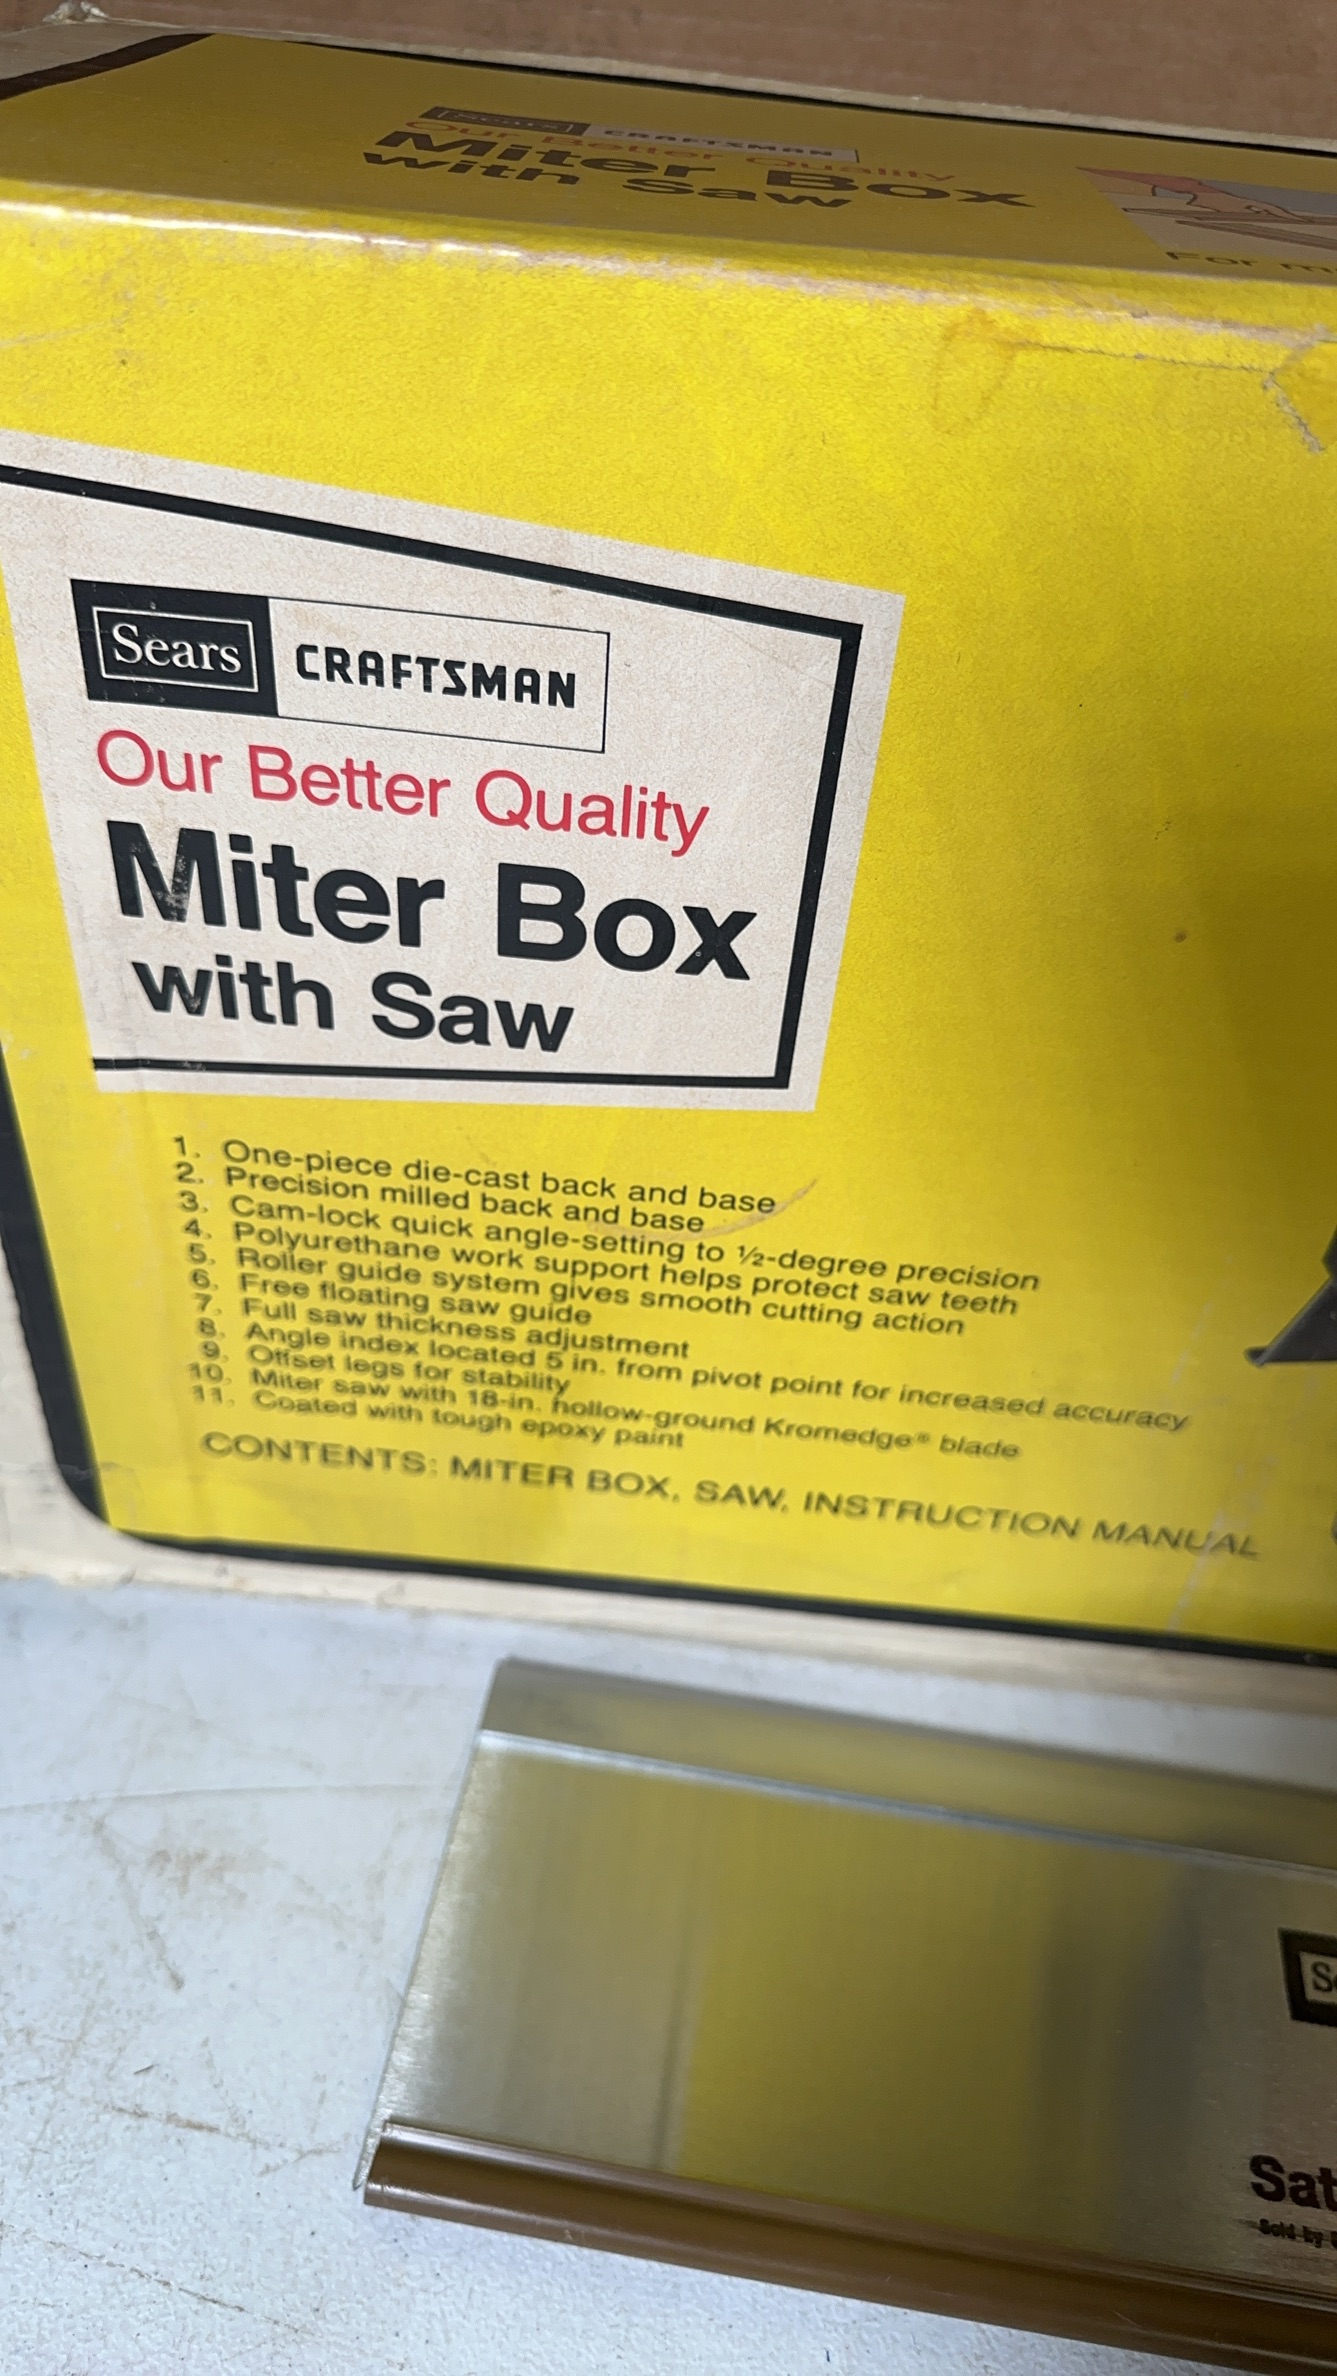 Sears CRAFTSMAN
Our Better Quality
Miter Box
with Saw
For
Sears CRAFTSMAN
Our Better Quality
Miter Box
with Saw
1. One-piece die-cast back and base
2. Precision milled back and base
3. Cam-lock quick angle-setting to ½-degree precision
4. Polyurethane work support helps protect saw teeth
5. Roller guide system gives smooth cutting action
6. Free floating saw guide
7. Full saw thickness adjustment
8. Angle index located 5 in. from pivot point for increased accuracy
9. Offset legs for stability
10. Miter saw with 18-in. hollow-ground Kromedge® blade
11. Coated with tough epoxy paint
CONTENTS: MITER BOX, SAW, INSTRUCTION MANUAL
Sat
Sold by